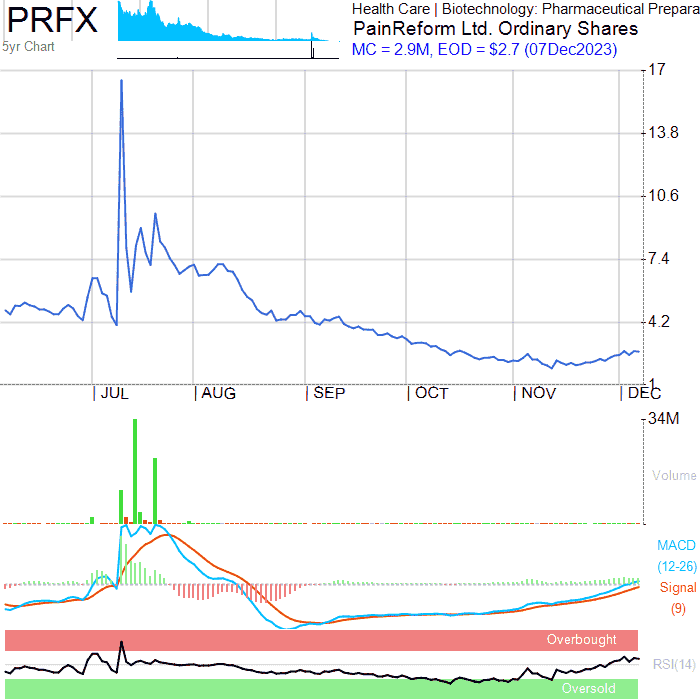 PRFX
5yr Chart
Health Care | Biotechnology: Pharmaceutical Prepara
PainReform Ltd. Ordinary Shares
MC = 2.9M, EOD = $2.7 (07Dec2023)
17
13.8
10.6
7.4
4.2
1
JUL AUG SEP OCT NOV DEC
34M
Volume
MACD
(12-26)
Signal
(9)
Overbought
RSI(14)
Oversold